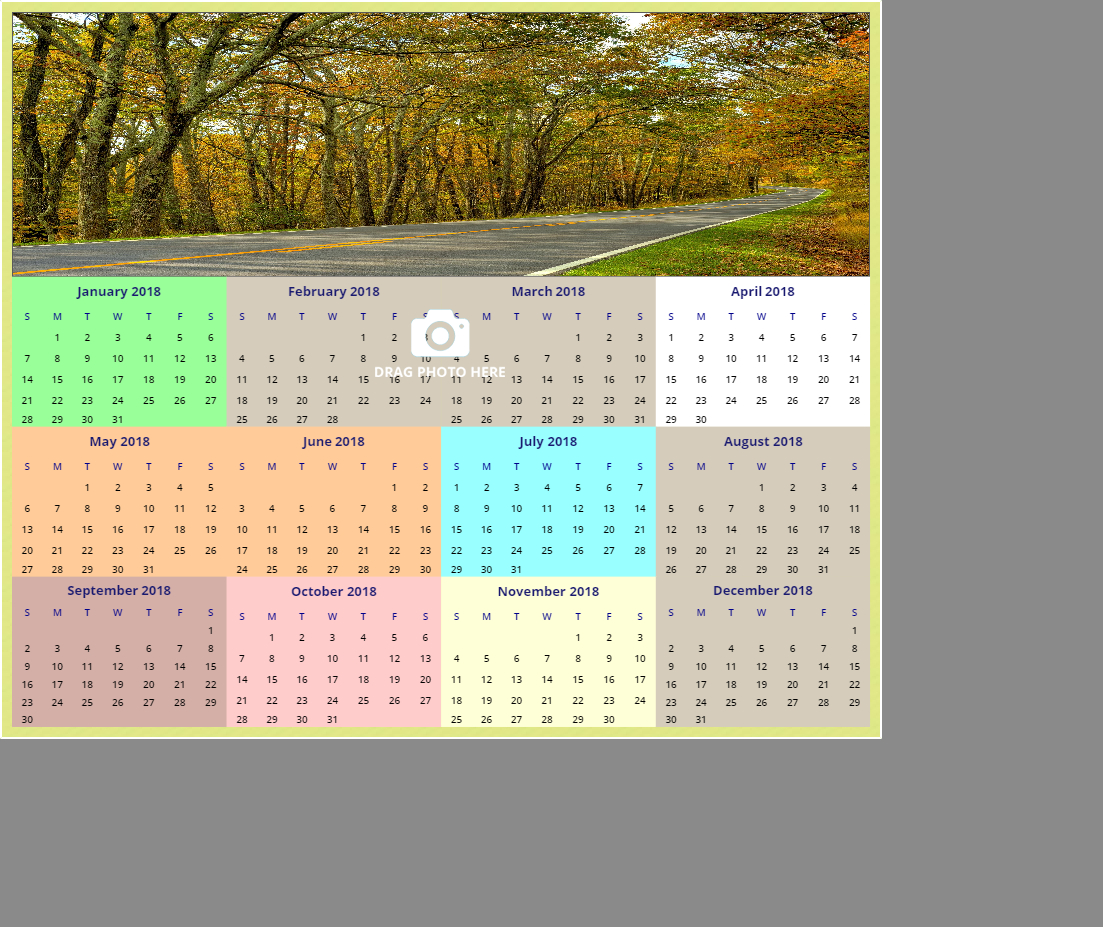 January 2018
S M T W T F S
1 2 3 4 5 6
7 8 9 10 11 12 13
14 15 16 17 18 19 20
21 22 23 24 25 26 27
28 29 30 31
February 2018
S M T W T F S
1 2 3
4 5 6 7 8 9 10
11 12 13 14 15 16 17
18 19 20 21 22 23 24
25 26 27 28
March 2018
S M T W T F S
1 2 3
4 5 6 7 8 9 10
11 12 13 14 15 16 17
18 19 20 21 22 23 24
25 26 27 28 29 30 31
DRAG PHOTO HERE
April 2018
S M T W T F S
1 2 3 4 5 6 7
8 9 10 11 12 13 14
15 16 17 18 19 20 21
22 23 24 25 26 27 28
29 30
May 2018
S M T W T F S
1 2 3 4 5
6 7 8 9 10 11 12
13 14 15 16 17 18 19
20 21 22 23 24 25 26
27 28 29 30 31
June 2018
S M T W T F S
1 2
3 4 5 6 7 8 9
10 11 12 13 14 15 16
17 18 19 20 21 22 23
24 25 26 27 28 29 30
July 2018
S M T W T F S
1 2 3 4 5 6 7
8 9 10 11 12 13 14
15 16 17 18 19 20 21
22 23 24 25 26 27 28
29 30 31
August 2018
S M T W T F S
1 2 3 4
5 6 7 8 9 10 11
12 13 14 15 16 17 18
19 20 21 22 23 24 25
26 27 28 29 30 31
September 2018
S M T W T F S
1
2 3 4 5 6 7 8
9 10 11 12 13 14 15
16 17 18 19 20 21 22
23 24 25 26 27 28 29
30
October 2018
S M T W T F S
1 2 3 4 5 6
7 8 9 10 11 12 13
14 15 16 17 18 19 20
21 22 23 24 25 26 27
28 29 30 31
November 2018
S M T W T F S
1 2 3
4 5 6 7 8 9 10
11 12 13 14 15 16 17
18 19 20 21 22 23 24
25 26 27 28 29 30
December 2018
S M T W T F S
1
2 3 4 5 6 7 8
9 10 11 12 13 14 15
16 17 18 19 20 21 22
23 24 25 26 27 28 29
30 31